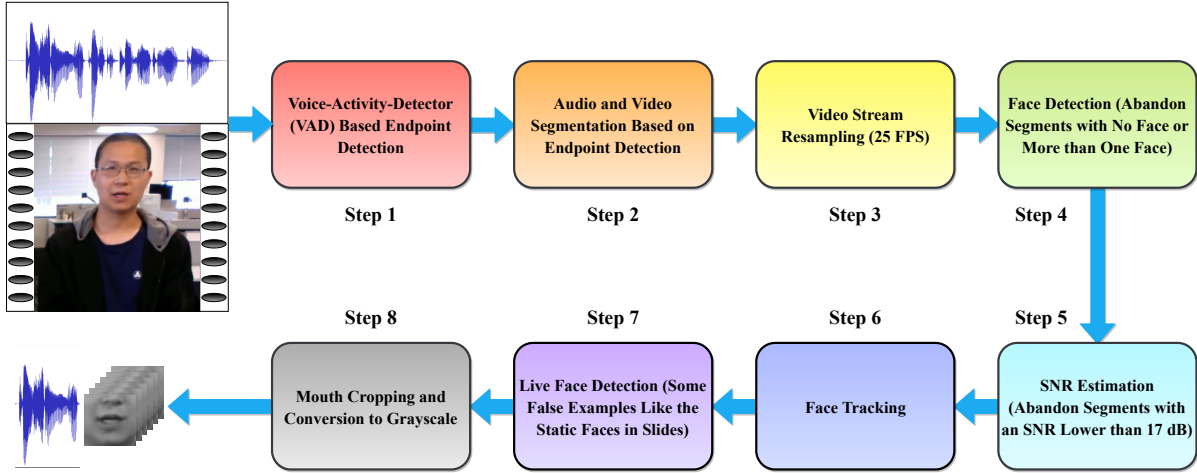 Voice-Activity-Detector
(VAD) Based Endpoint
Detection
Step 1
Audio and Video
Segmentation Based on
Endpoint Detection
Step 2
Video Stream
Resampling (25 FPS)
Step 3
Face Detection (Abandon
Segments with No Face or
More than One Face)
Step 4
Step 5
SNR Estimation
(Abandon Segments with
an SNR Lower than 17 dB)
Step 6
Face Tracking
Step 7
Live Face Detection (Some
False Examples Like the
Static Faces in Slides)
Step 8
Mouth Cropping and
Conversion to Grayscale